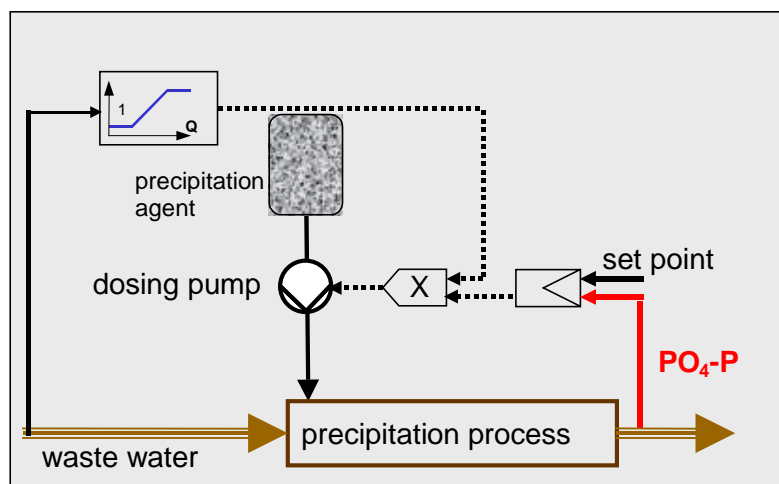 1
Q
precipitation
agent
dosing pump
X
set point
PO₄-P
precipitation process
waste water